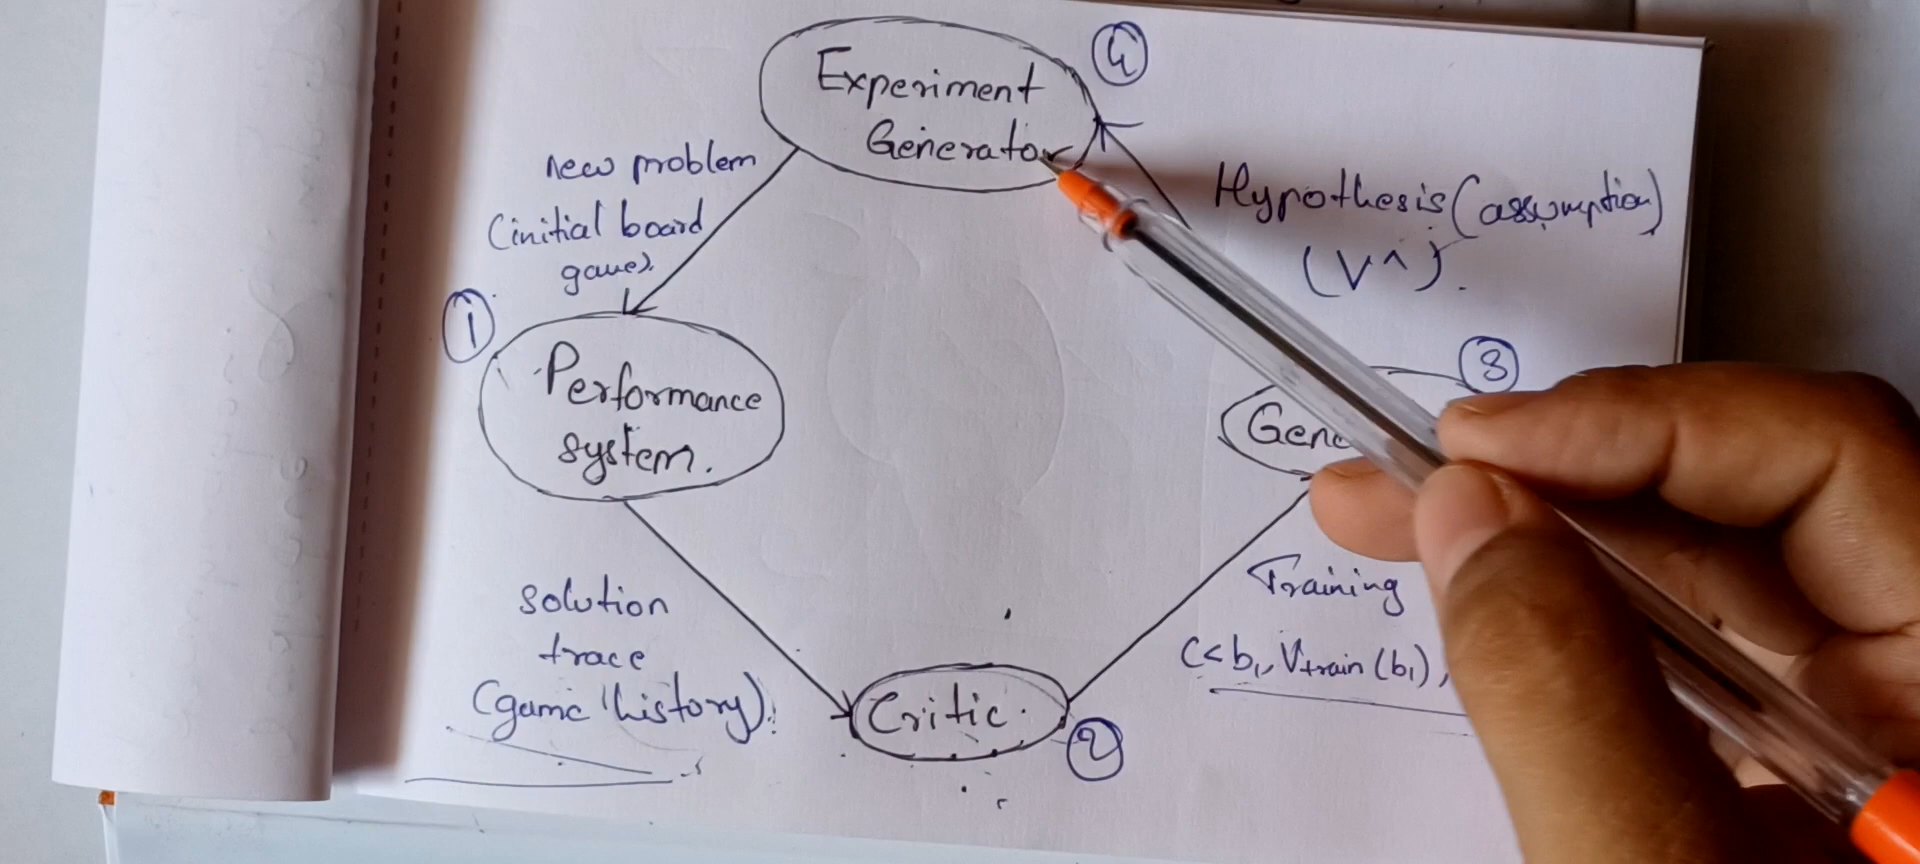 Experiment
Generator
4
new problem
(initial board
game).
Hypothesis (assumption)
(V^).
1
Performance
system.
3
Gene
solution
trace
(game history).
Training
(<b1, Vtrain(b1),
Critic.
2